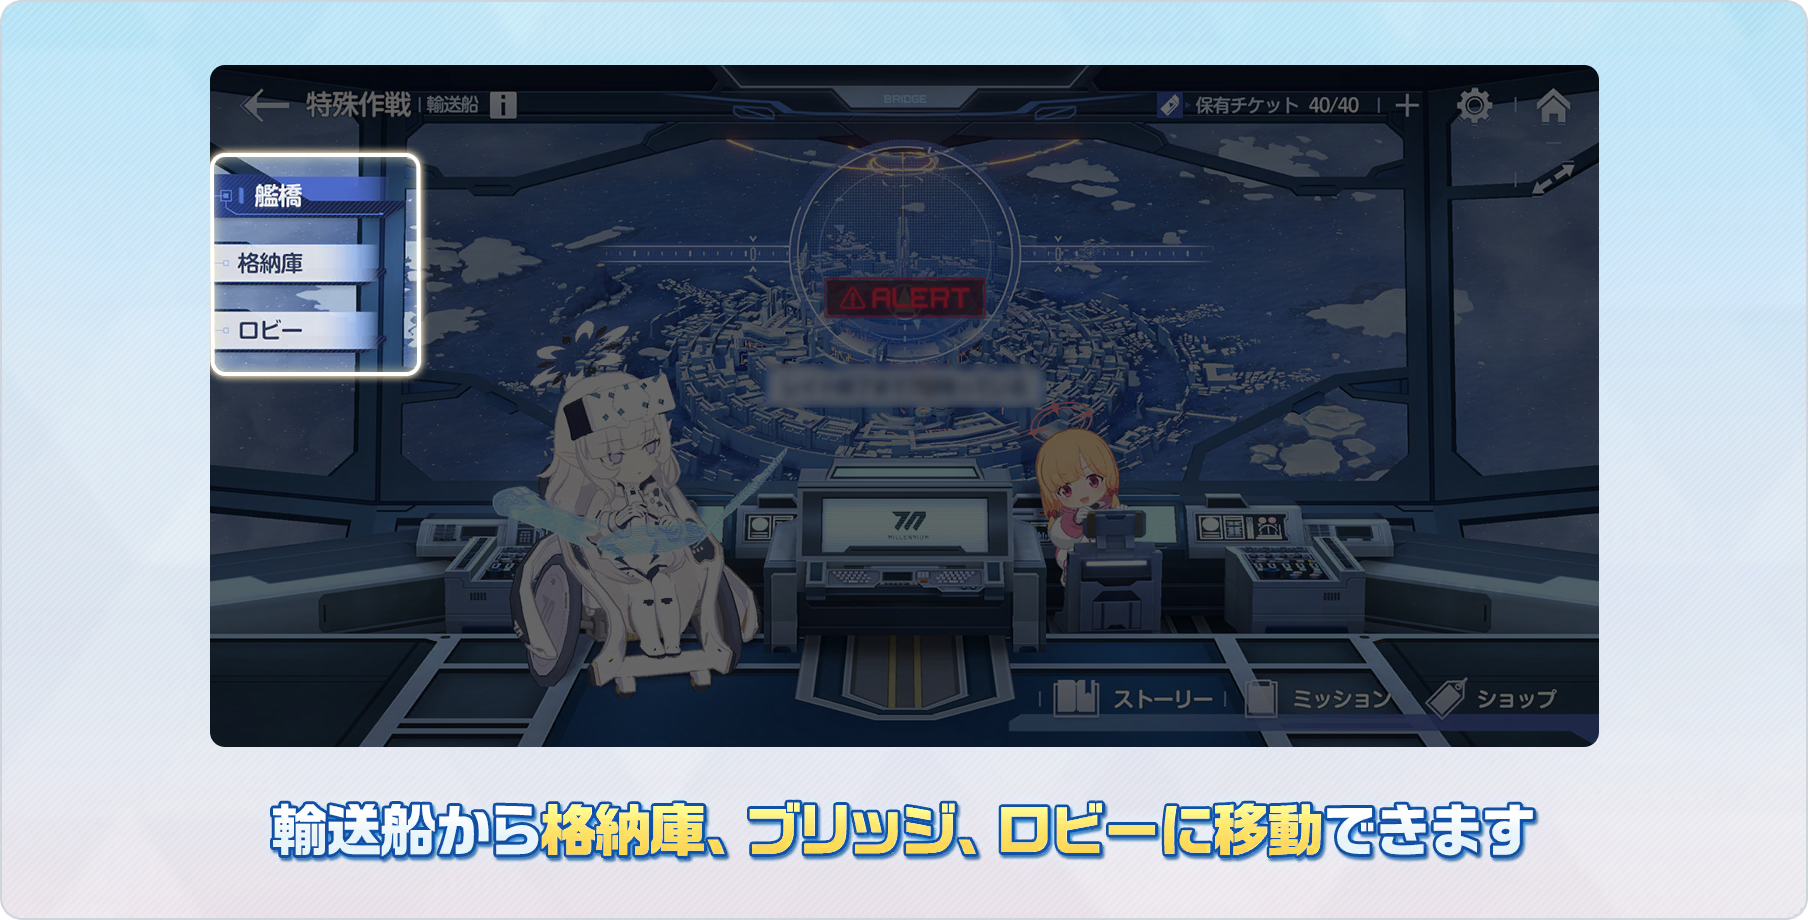 BRIDGE
特殊作戦 | 輸送船 i
保有チケット 40/40
艦橋
格納庫
ロビー
ALERT
MILLENNIUM
ストーリー
ミッション
ショップ
輸送船から格納庫、ブリッジ、ロビーに移動できます